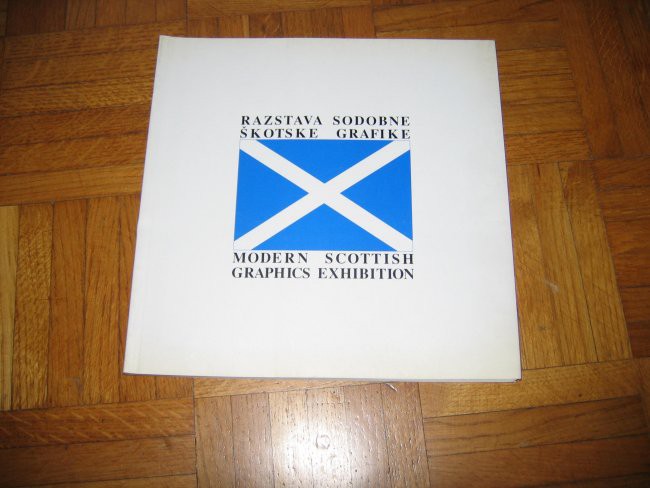 RAZSTAVA SODOBNE
ŠKOTSKE GRAFIKE
MODERN SCOTTISH
GRAPHICS EXHIBITION